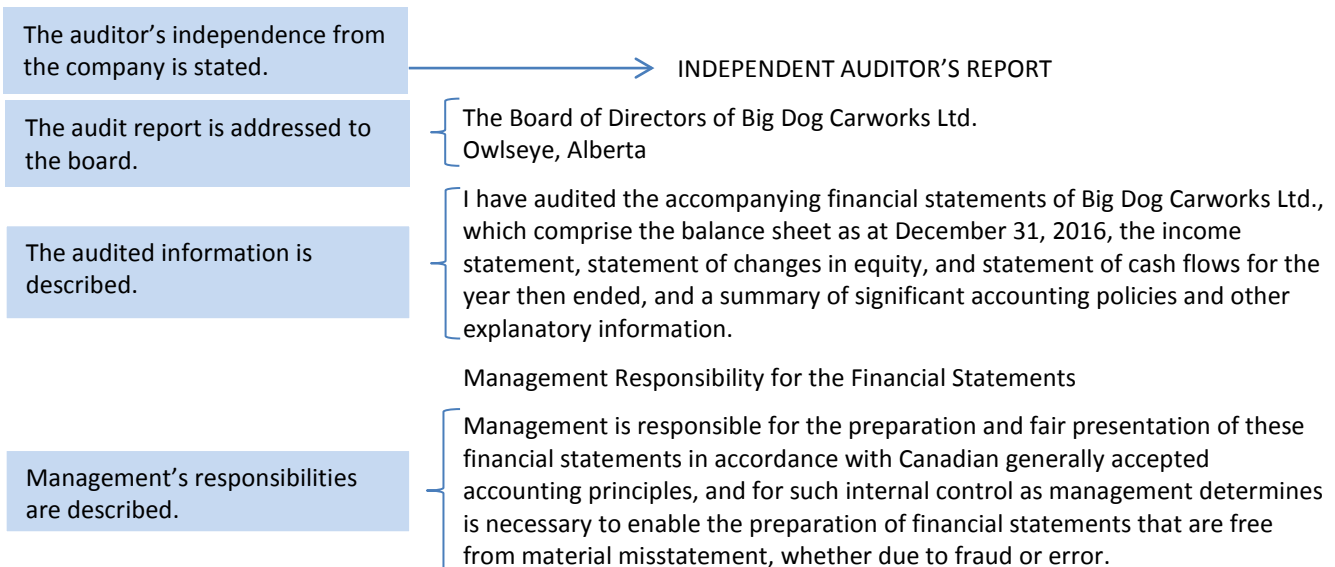 The auditor’s independence from
the company is stated.
INDEPENDENT AUDITOR’S REPORT
The audit report is addressed to
the board.
The Board of Directors of Big Dog Carworks Ltd.
Owlseye, Alberta
The audited information is
described.
I have audited the accompanying financial statements of Big Dog Carworks Ltd.,
which comprise the balance sheet as at December 31, 2016, the income
statement, statement of changes in equity, and statement of cash flows for the
year then ended, and a summary of significant accounting policies and other
explanatory information.
Management Responsibility for the Financial Statements
Management’s responsibilities
are described.
Management is responsible for the preparation and fair presentation of these
financial statements in accordance with Canadian generally accepted
accounting principles, and for such internal control as management determines
is necessary to enable the preparation of financial statements that are free
from material misstatement, whether due to fraud or error.